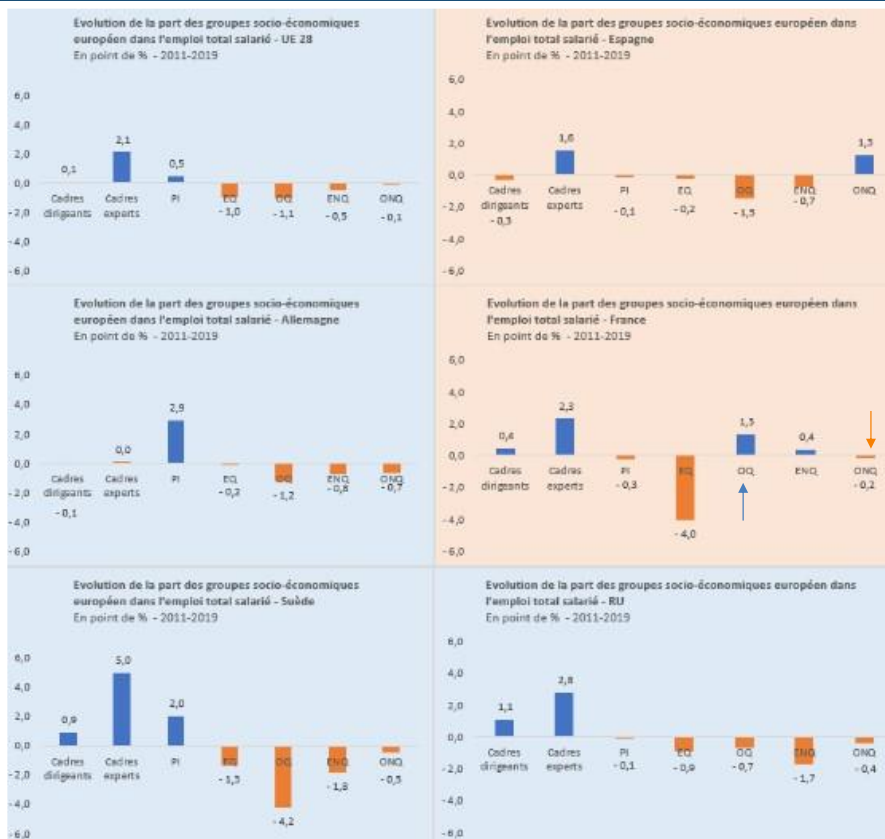 Evolution de la part des groupes socio-économiques
européen dans l'emploi total salarié - UE 28
En point de % - 2011-2019
6,0
4,0
2,0
0,0
-2,0
-4,0
-6,0
0,1
2,1
0,5
Cadres
dirigeants
Cadres
experts
PI
EQ
OQ
ENQ
ONQ
-1,0
-1,1
-0,5
-0,1
Evolution de la part des groupes socio-économiques européen dans
l'emploi total salarié - Espagne
En point de % - 2011-2019
6,0
4,0
2,0
0,0
-2,0
-4,0
-6,0
1,6
1,3
Cadres
dirigeants
Cadres
experts
PI
EQ
OQ
ENQ
ONQ
-0,3
-0,1
-0,2
-1,5
-0,7
Evolution de la part des groupes socio-économiques
européen dans l'emploi total salarié - Allemagne
En point de % - 2011-2019
6,0
4,0
2,0
0,0
-2,0
-4,0
-6,0
0,0
2,9
Cadres
dirigeants
Cadres
experts
PI
EQ
OQ
ENQ
ONQ
-0,1
-0,2
-1,2
-0,8
-0,7
Evolution de la part des groupes socio-économiques européen dans
l'emploi total salarié - France
En point de % - 2011-2019
6,0
4,0
2,0
0,0
-2,0
-4,0
-6,0
0,4
2,3
1,3
0,4
Cadres
dirigeants
Cadres
experts
PI
EQ
OQ
ENQ
ONQ
-0,3
-4,0
-0,2
Evolution de la part des groupes socio-économiques
européen dans l'emploi total salarié - Suède
En point de % - 2011-2019
6,0
4,0
2,0
0,0
-2,0
-4,0
-6,0
0,9
5,0
2,0
Cadres
dirigeants
Cadres
experts
PI
EQ
OQ
ENQ
ONQ
-1,3
-4,2
-1,8
-0,5
Evolution de la part des groupes socio-économiques européen dans
l'emploi total salarié - RU
En point de % - 2011-2019
6,0
4,0
2,0
0,0
-2,0
-4,0
-6,0
1,1
2,8
Cadres
dirigeants
Cadres
experts
PI
EQ
OQ
ENQ
ONQ
-0,1
-0,9
-0,7
-1,7
-0,4